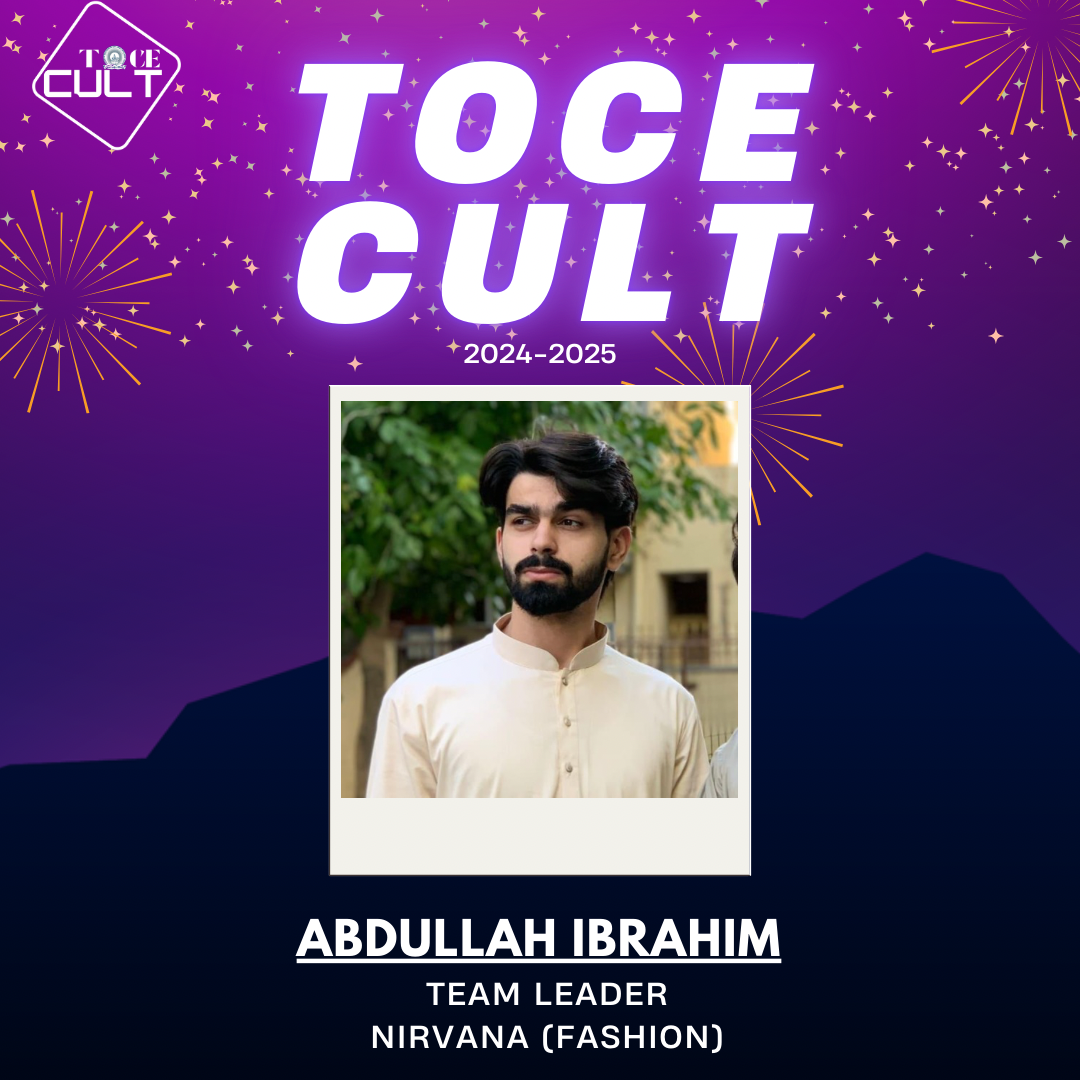 TOCE
CULT
TOCE
CULT
2024-2025
ABDULLAH IBRAHIM
TEAM LEADER
NIRVANA (FASHION)